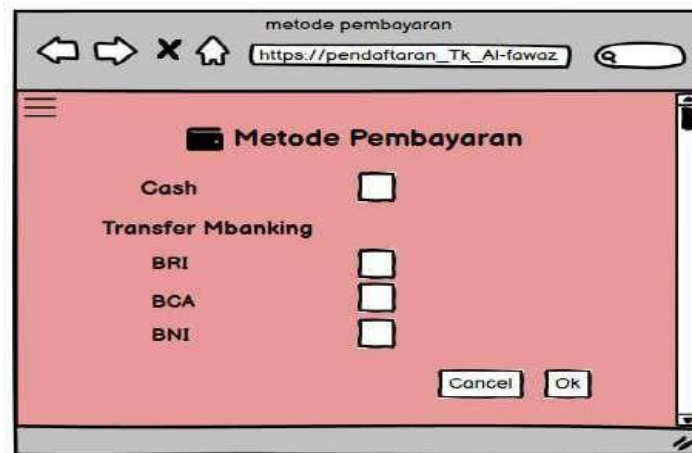 metode pembayaran
https://pendaftaran_Tk_Al-fawaz
Metode Pembayaran
Cash
Transfer Mbanking
BRI
BCA
BNI
Cancel Ok